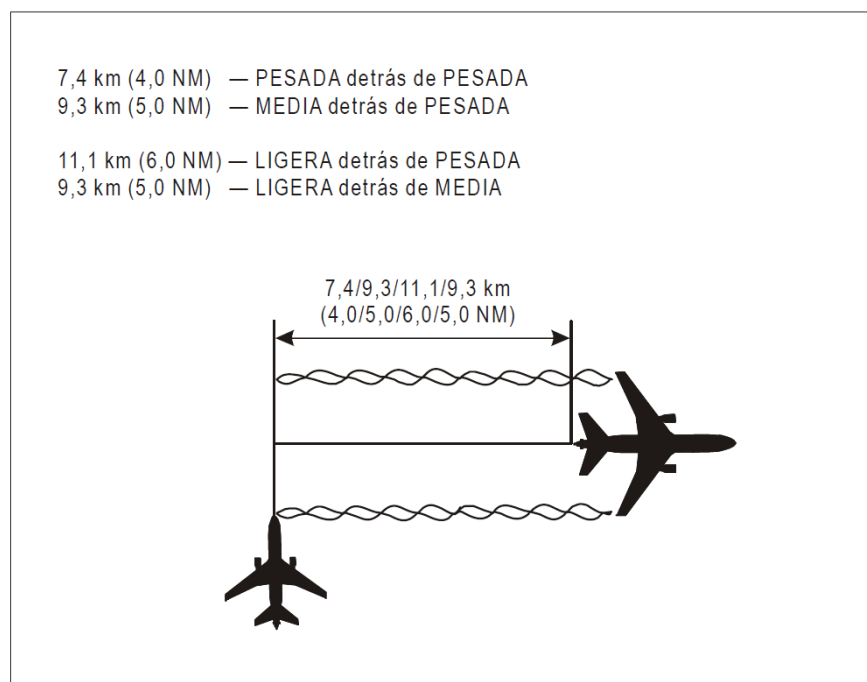 7,4 km (4,0 NM) — PESADA detrás de PESADA
9,3 km (5,0 NM) — MEDIA detrás de PESADA
11,1 km (6,0 NM) — LIGERA detrás de PESADA
9,3 km (5,0 NM) — LIGERA detrás de MEDIA
7,4/9,3/11,1/9,3 km
(4,0/5,0/6,0/5,0 NM)